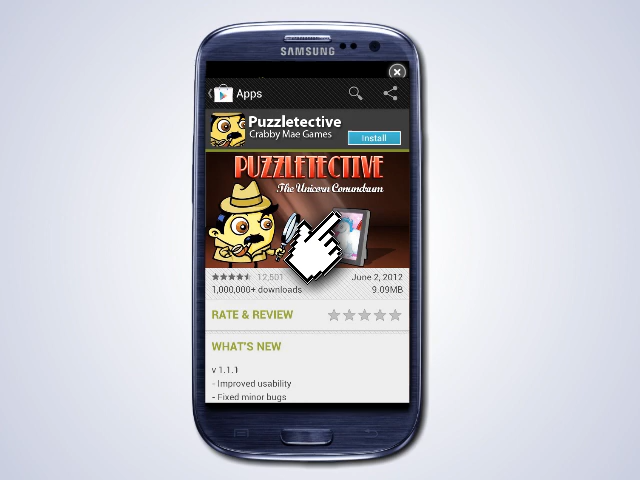 SAMSUNG
Apps
Puzzletective
Crabby Mae Games
Install
PUZZLETECTIVE
The Unicorn Conundrum
12,501
June 2, 2012
1,000,000+ downloads
9.09MB
RATE & REVIEW
WHAT'S NEW
v 1.1.1
- Improved usability
- Fixed minor bugs